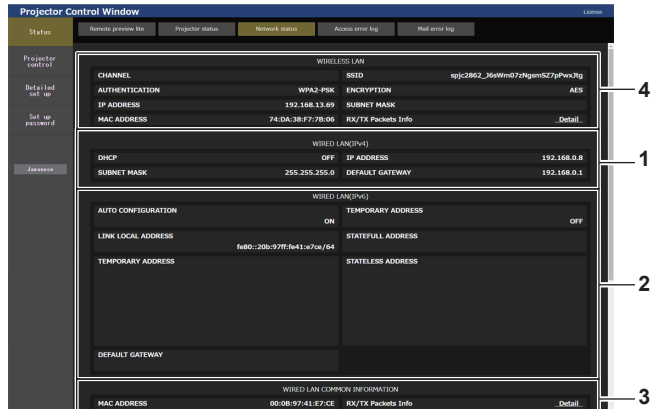 Projector Control Window
License
Status
Remote preview lite
Projector status
Network status
Access error log
Mail error log
Projector
control
Detailed
set up
Set up
password
Japanese
WIRELESS LAN
CHANNEL
SSID spjc2862_J6sWm07zNgsmSZ7pPwxJtg
AUTHENTICATION WPA2-PSK ENCRYPTION AES
IP ADDRESS 192.168.13.69 SUBNET MASK
MAC ADDRESS 74:DA:38:F7:7B:06 RX/TX Packets Info Detail
4
WIRED LAN(IPv4)
DHCP OFF IP ADDRESS 192.168.0.8
SUBNET MASK 255.255.255.0 DEFAULT GATEWAY 192.168.0.1
1
WIRED LAN(IPv6)
AUTO CONFIGURATION ON
TEMPORARY ADDRESS OFF
LINK LOCAL ADDRESS fe80::20b:97ff:fe41:e7ce/64
STATEFULL ADDRESS
TEMPORARY ADDRESS
STATELESS ADDRESS
DEFAULT GATEWAY
2
WIRED LAN COMMON INFORMATION
MAC ADDRESS 00:0B:97:41:E7:CE RX/TX Packets Info Detail
3